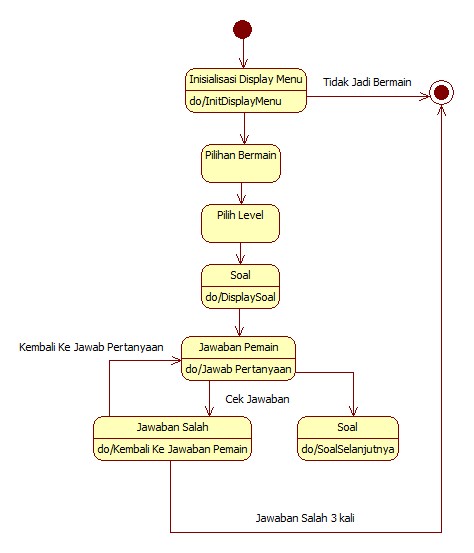 Inisialisasi Display Menu
do/InitDisplayMenu
Tidak Jadi Bermain
Pilihan Bermain
Pilih Level
Soal
do/DisplaySoal
Kembali Ke Jawab Pertanyaan
Jawaban Pemain
do/Jawab Pertanyaan
Cek Jawaban
Jawaban Salah
do/Kembali Ke Jawaban Pemain
Soal
do/SoalSelanjutnya
Jawaban Salah 3 kali